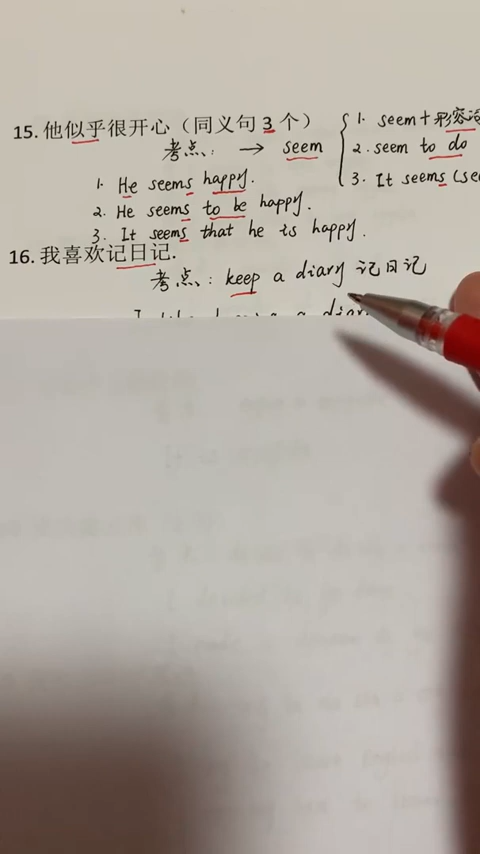 15. 他似乎很开心（同义句3个）
考点： → seem
1. seem + 形容词
2. seem to do
3. It seems (see
1. He seems happy.
2. He seems to be happy.
3. It seems that he is happy.
16. 我喜欢记日记.
考点：keep a diary 记日记